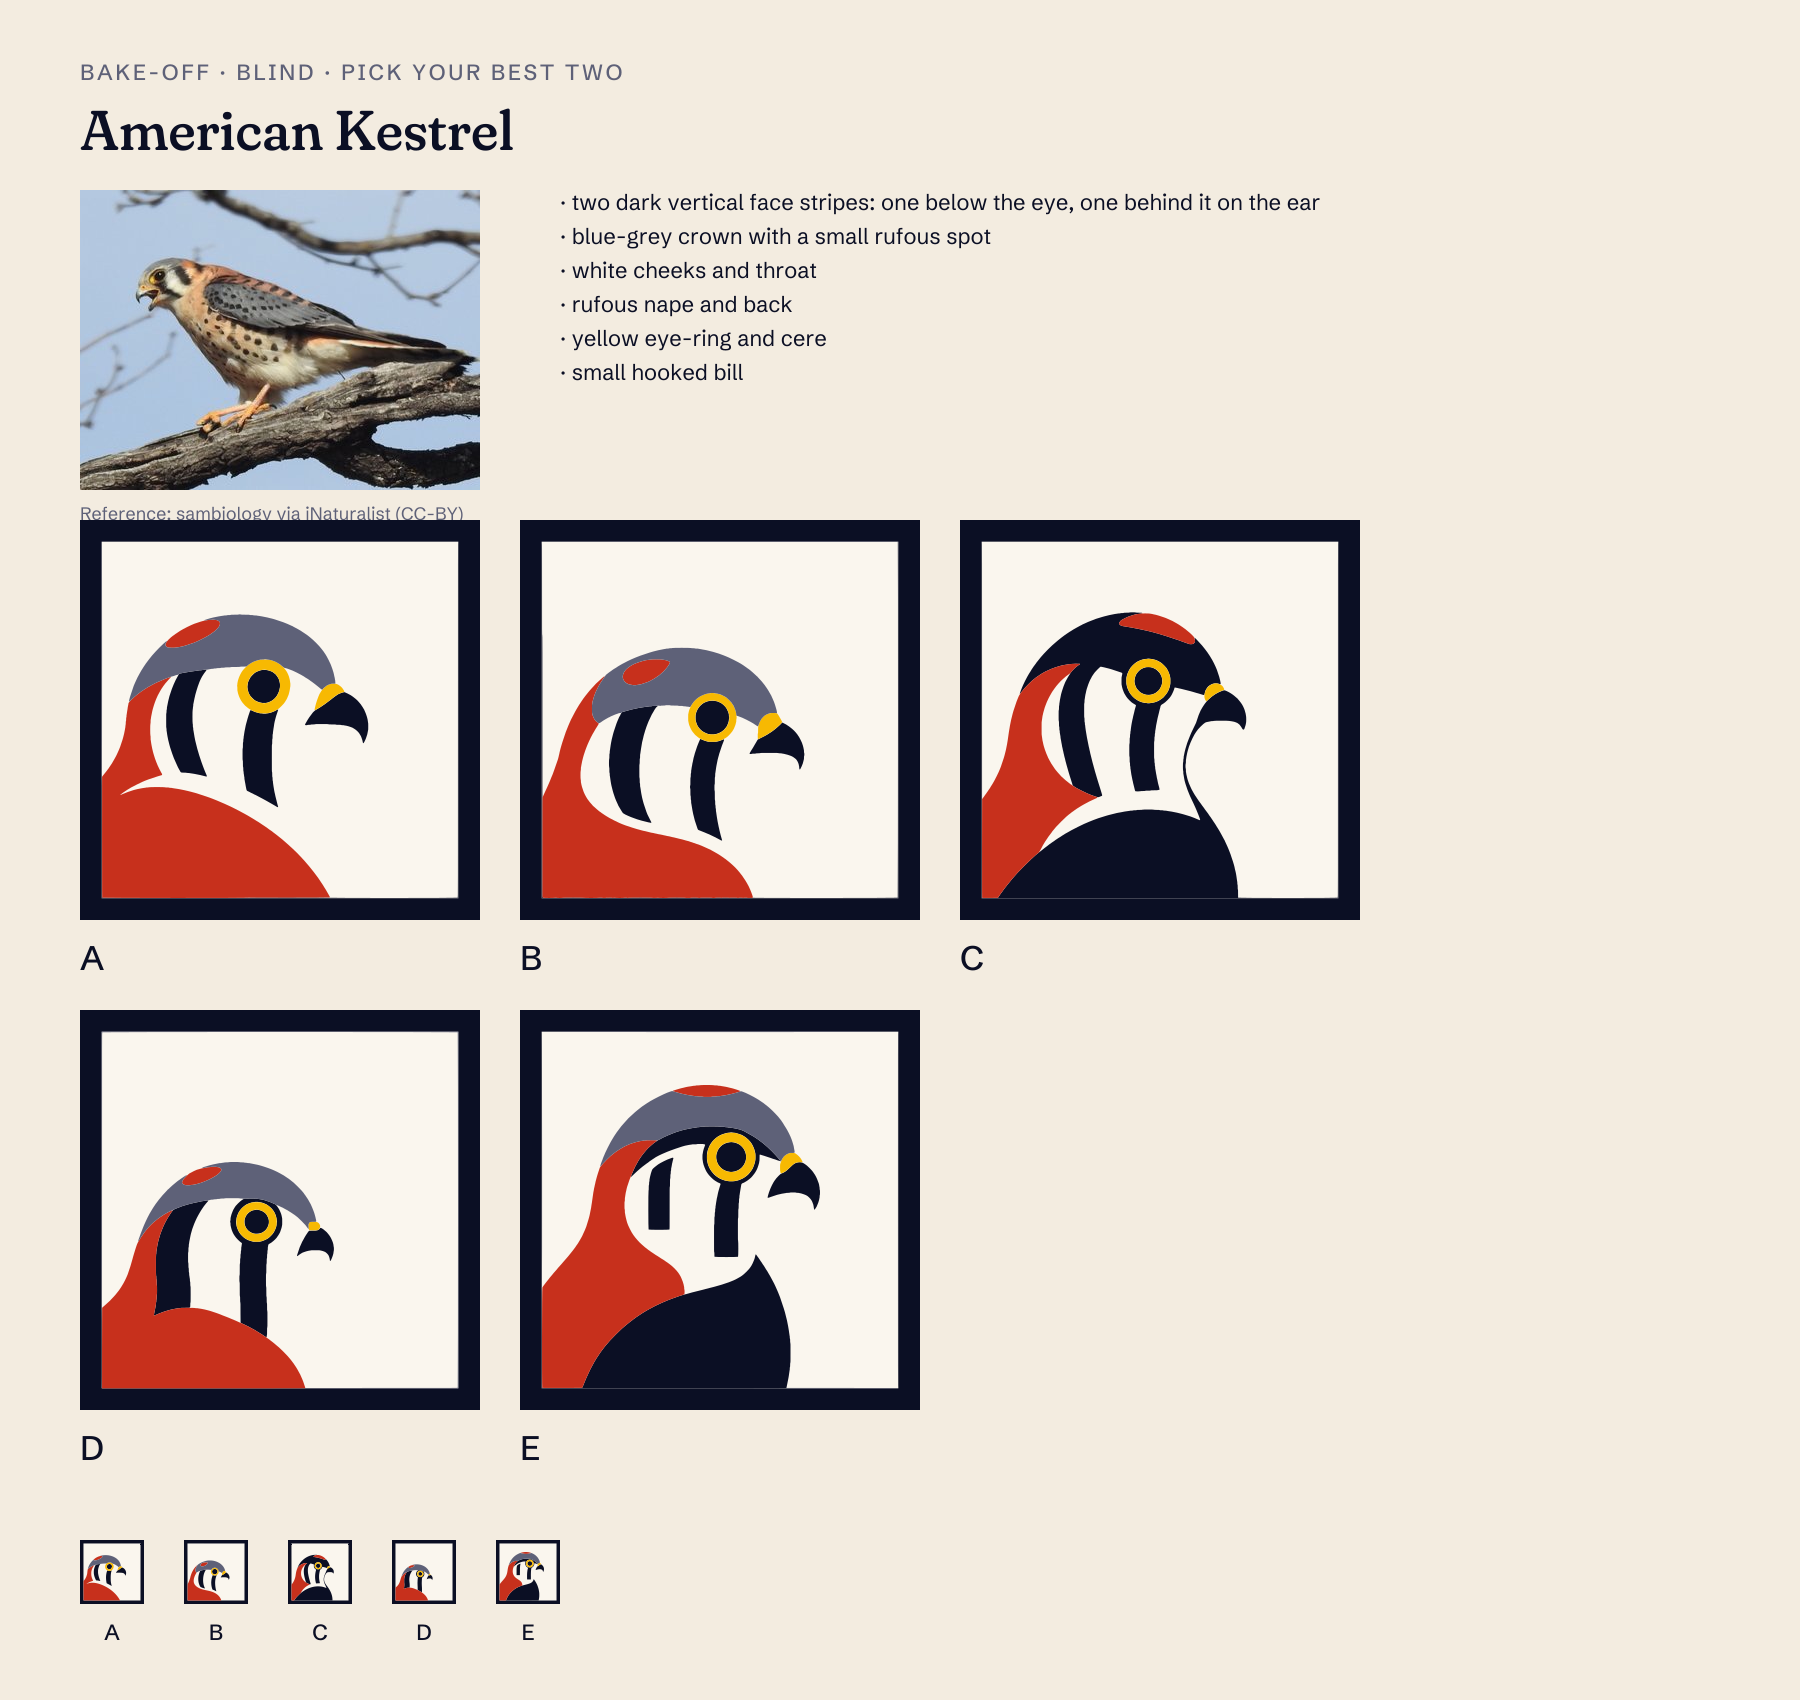 BAKE-OFF · BLIND · PICK YOUR BEST TWO
American Kestrel
· two dark vertical face stripes: one below the eye, one behind it on the ear
· blue-grey crown with a small rufous spot
· white cheeks and throat
· rufous nape and back
· yellow eye-ring and cere
· small hooked bill
Reference: sambiology via iNaturalist (CC-BY)
A
B
C
D
E
A
B
C
D
E